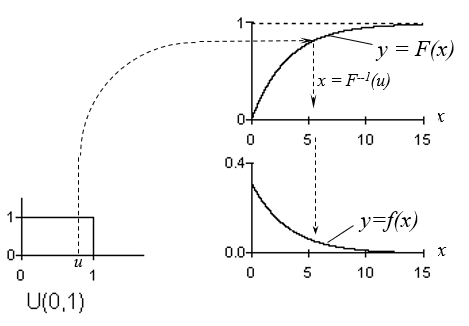 1
y = F(x)
x = F⁻¹(u)
0
0 5 10 15 x
0.4
y=f(x)
0.0
x
0 5 10 15
1
0
u
0 1
U(0,1)